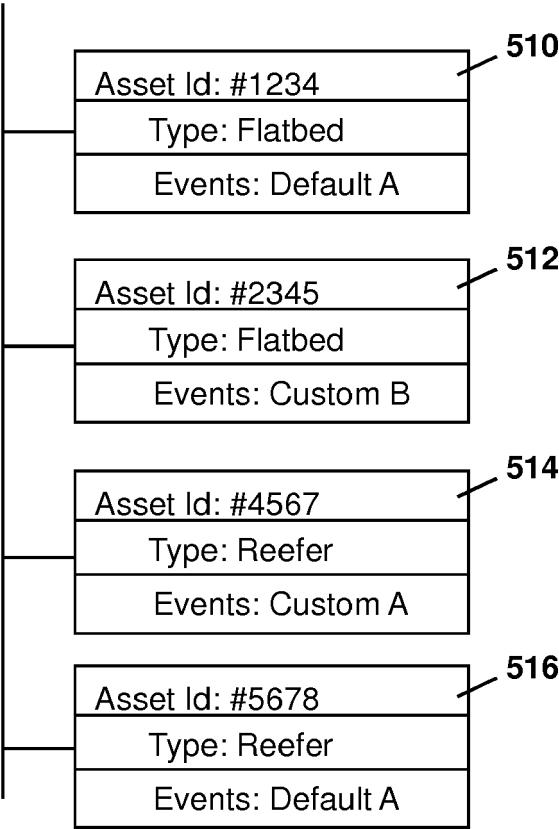 510
Asset Id: #1234
Type: Flatbed
Events: Default A
512
Asset Id: #2345
Type: Flatbed
Events: Custom B
514
Asset Id: #4567
Type: Reefer
Events: Custom A
516
Asset Id: #5678
Type: Reefer
Events: Default A